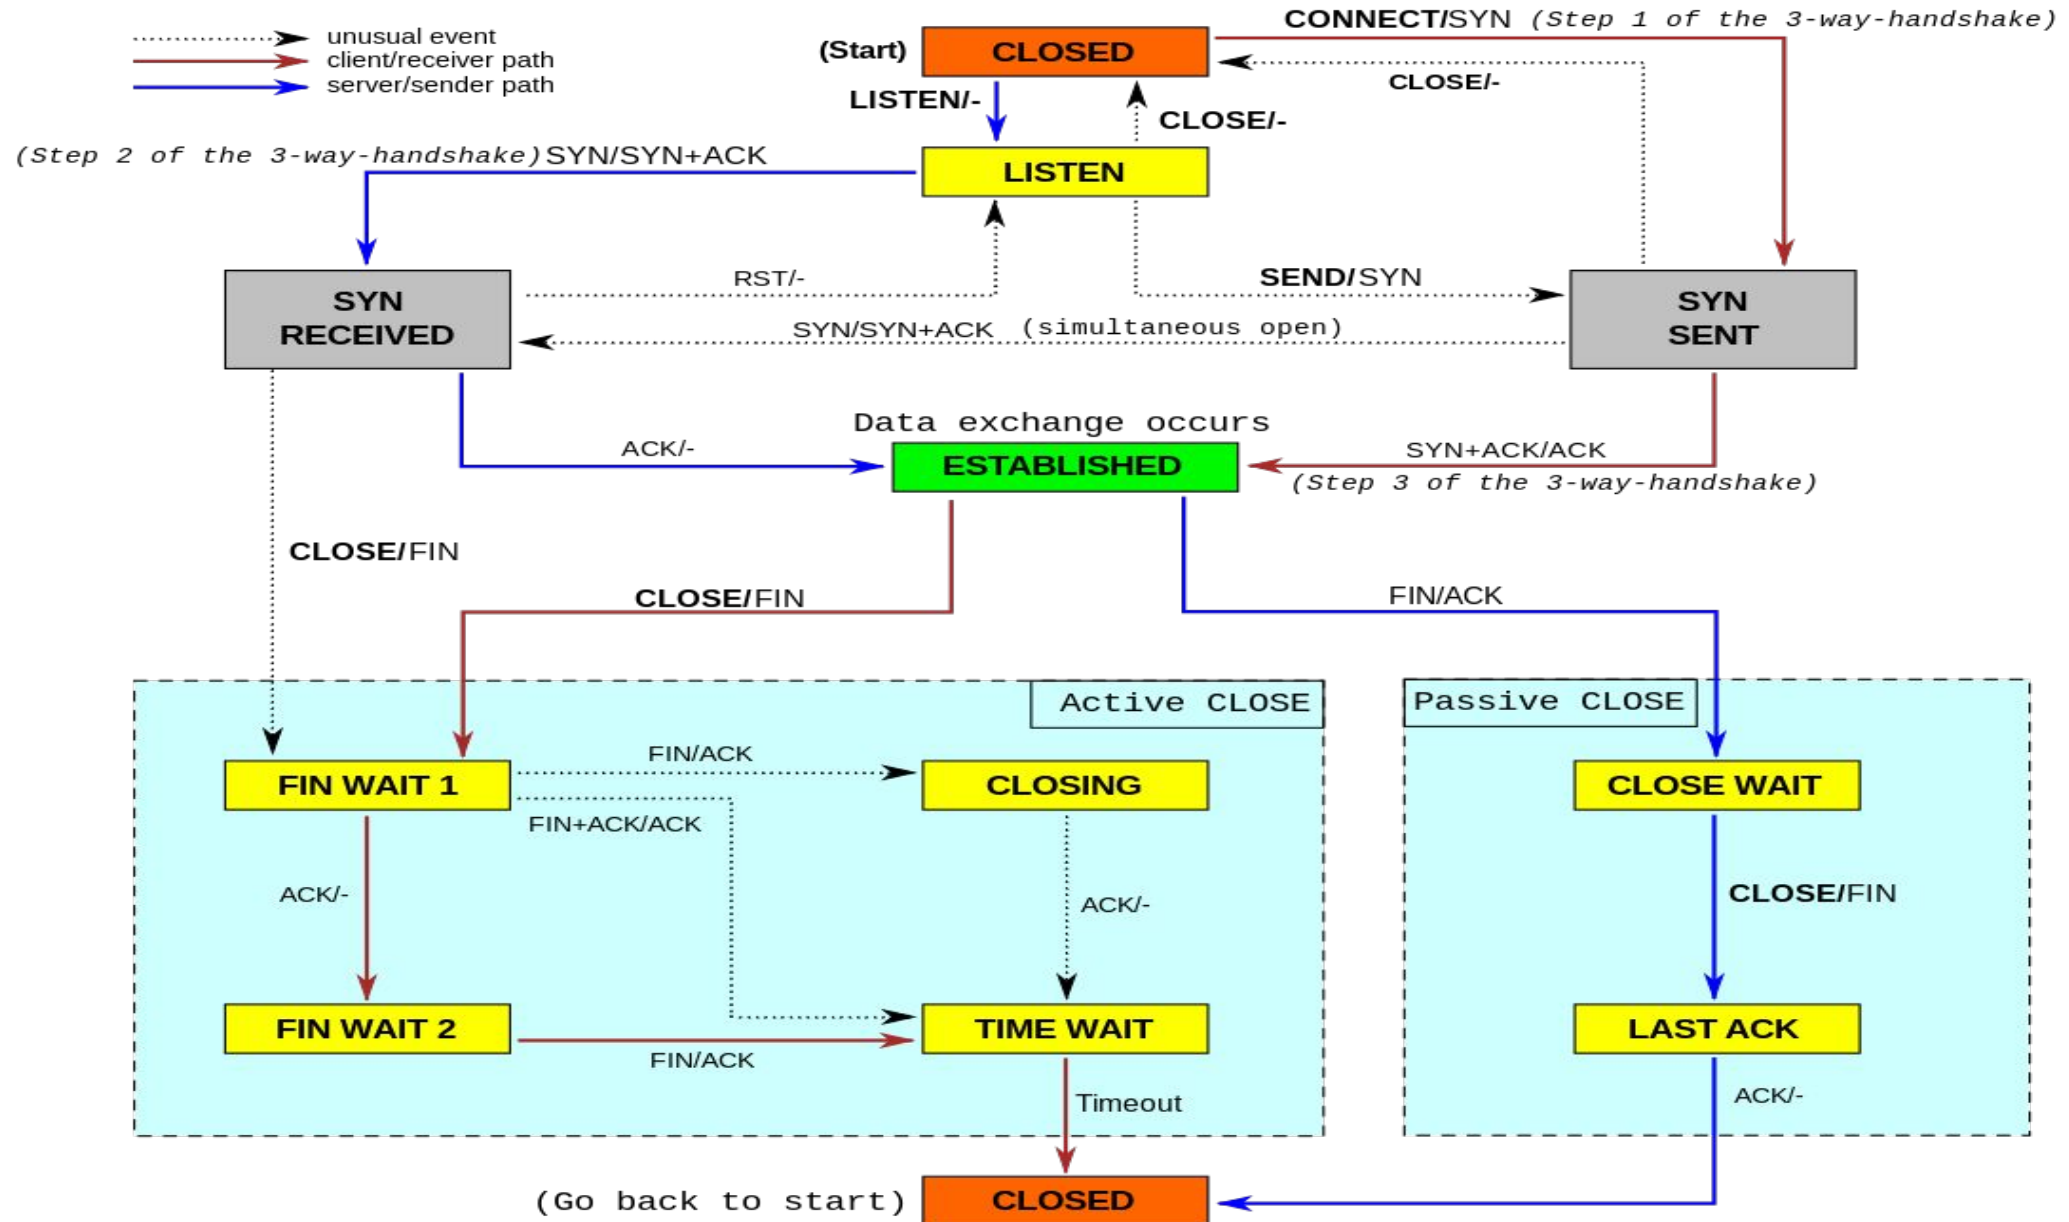 CONNECT/SYN (Step 1 of the 3-way-handshake)
unusual event
client/receiver path
server/sender path
(Start)
CLOSED
CLOSE/-
LISTEN/-
CLOSE/-
(Step 2 of the 3-way-handshake) SYN/SYN+ACK
LISTEN
RST/-
SEND/SYN
SYN
RECEIVED
SYN
SENT
SYN/SYN+ACK (simultaneous open)
Data exchange occurs
ACK/-
ESTABLISHED
SYN+ACK/ACK
(Step 3 of the 3-way-handshake)
CLOSE/FIN
CLOSE/FIN
FIN/ACK
Active CLOSE
Passive CLOSE
FIN/ACK
FIN WAIT 1
CLOSING
CLOSE WAIT
FIN+ACK/ACK
ACK/-
ACK/-
CLOSE/FIN
FIN WAIT 2
TIME WAIT
LAST ACK
FIN/ACK
Timeout
ACK/-
(Go back to start)
CLOSED